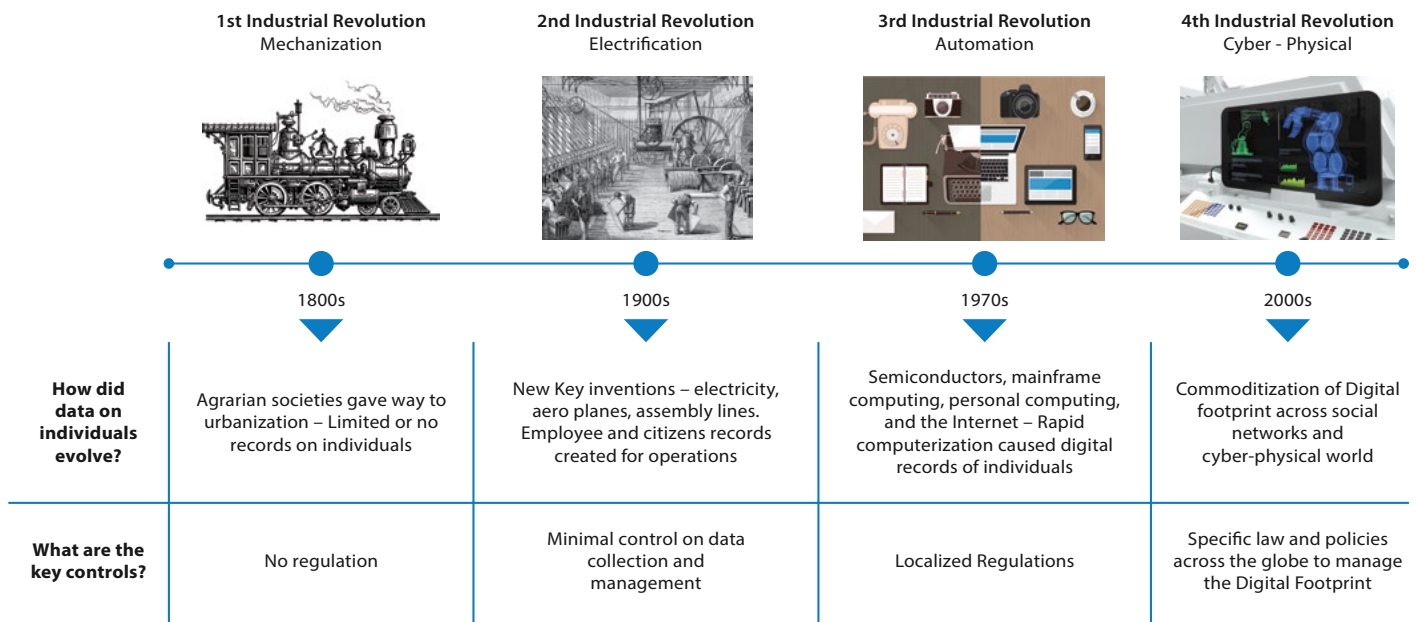 1st Industrial Revolution
Mechanization
2nd Industrial Revolution
Electrification
3rd Industrial Revolution
Automation
4th Industrial Revolution
Cyber - Physical
1800s
1900s
1970s
2000s
How did
data on
individuals
evolve?
Agrarian societies gave way to
urbanization – Limited or no
records on individuals
New Key inventions – electricity,
aero planes, assembly lines.
Employee and citizens records
created for operations
Semiconductors, mainframe
computing, personal computing,
and the Internet – Rapid
computerization caused digital
records of individuals
Commoditization of Digital
footprint across social
networks and
cyber-physical world
What are the
key controls?
No regulation
Minimal control on data
collection and
management
Localized Regulations
Specific law and policies
across the globe to manage
the Digital Footprint